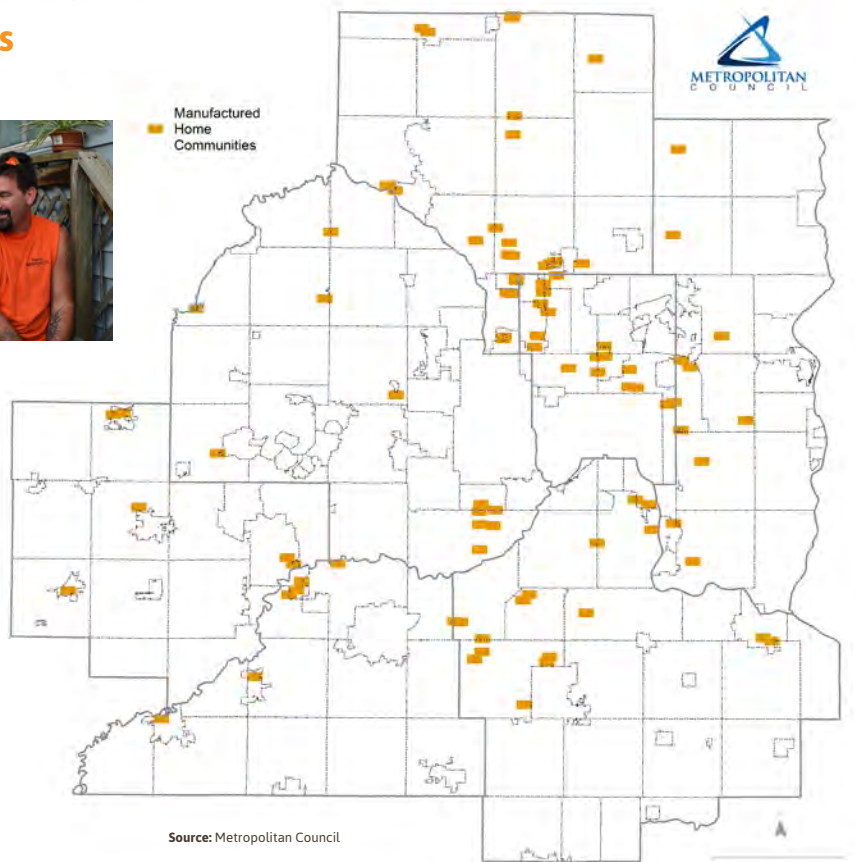 s
METROPOLITAN
COUNCIL
Manufactured
Home
Communities
Source: Metropolitan Council